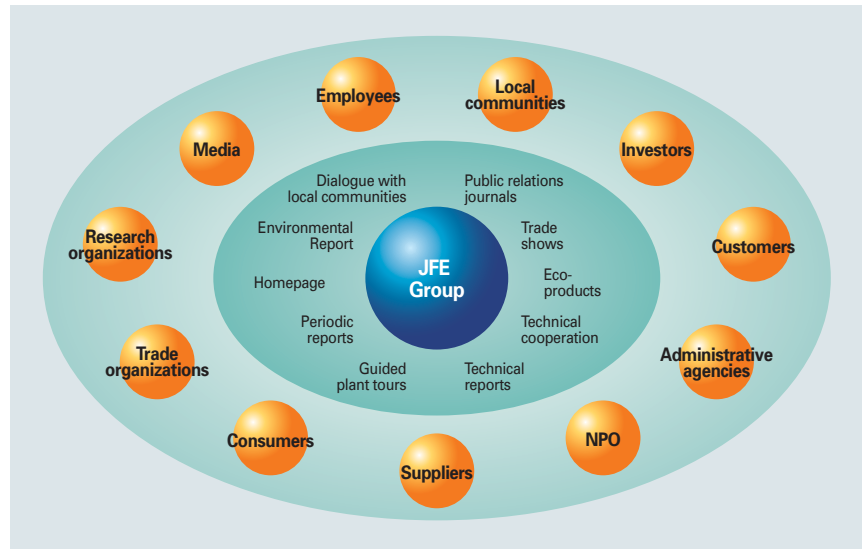 Employees
Local
communities
Media
Investors
Dialogue with
local communities
Public relations
journals
Research
organizations
Environmental
Report
Trade
shows
Customers
JFE
Group
Homepage
Eco-
products
Periodic
reports
Technical
cooperation
Trade
organizations
Administrative
agencies
Guided
plant tours
Technical
reports
Consumers
NPO
Suppliers